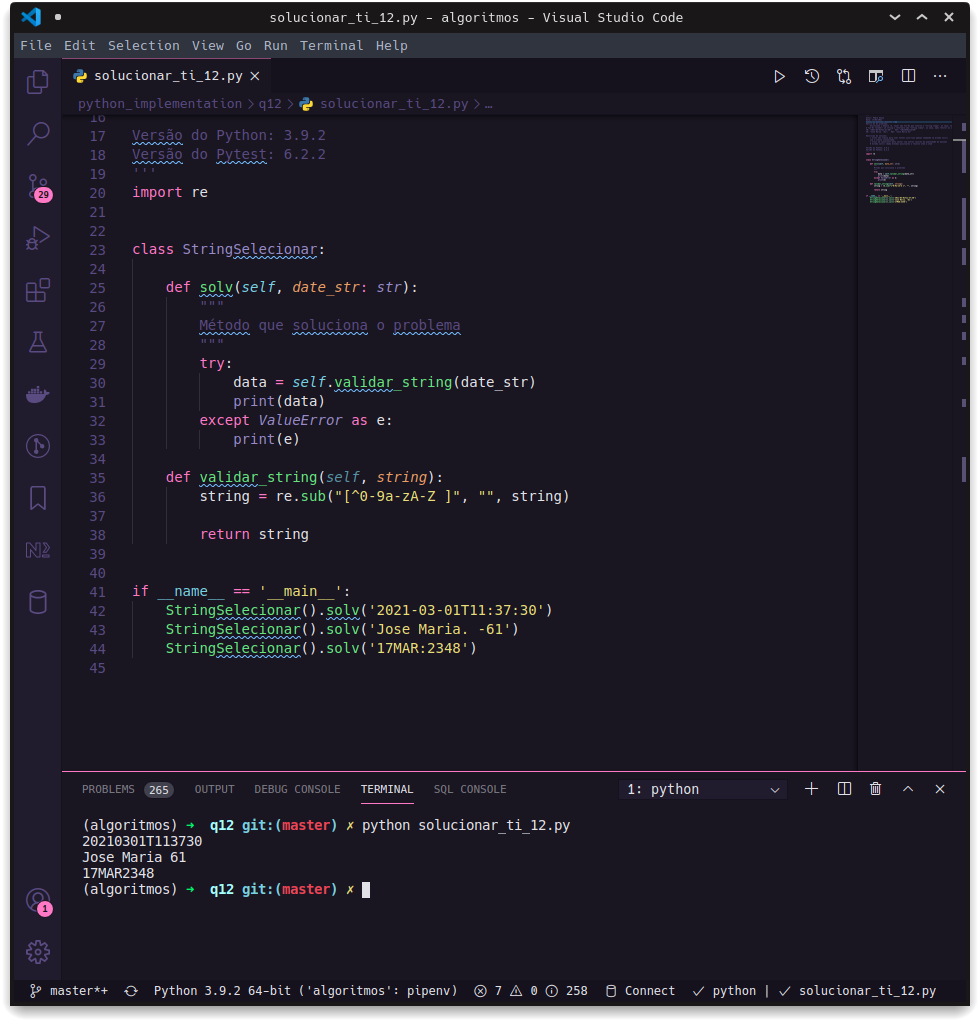 solucionar_ti_12.py - algoritmos - Visual Studio Code
File Edit Selection View Go Run Terminal Help
solucionar_ti_12.py
python_implementation > q12 > solucionar_ti_12.py > …
16
17 Versão do Python: 3.9.2
18 Versão do Pytest: 6.2.2
19 '''
20 import re
21
22
23 class StringSelecionar:
24
25 def solv(self, date_str: str):
26 """
27 Método que soluciona o problema
28 """
29 try:
30 data = self.validar_string(date_str)
31 print(data)
32 except ValueError as e:
33 print(e)
34
35 def validar_string(self, string):
36 string = re.sub("[^0-9a-zA-Z ]", "", string)
37
38 return string
39
40
41 if __name__ == '__main__':
42 StringSelecionar().solv('2021-03-01T11:37:30')
43 StringSelecionar().solv('Jose Maria. -61')
44 StringSelecionar().solv('17MAR:2348')
45
29
1
PROBLEMS 265 OUTPUT DEBUG CONSOLE TERMINAL SQL CONSOLE 1: python
(algoritmos) → q12 git:(master) ✗ python solucionar_ti_12.py
20210301T113730
Jose Maria 61
17MAR2348
(algoritmos) → q12 git:(master) ✗
master*+ Python 3.9.2 64-bit ('algoritmos': pipenv) 7 0 258 Connect ✓ python | ✓ solucionar_ti_12.py